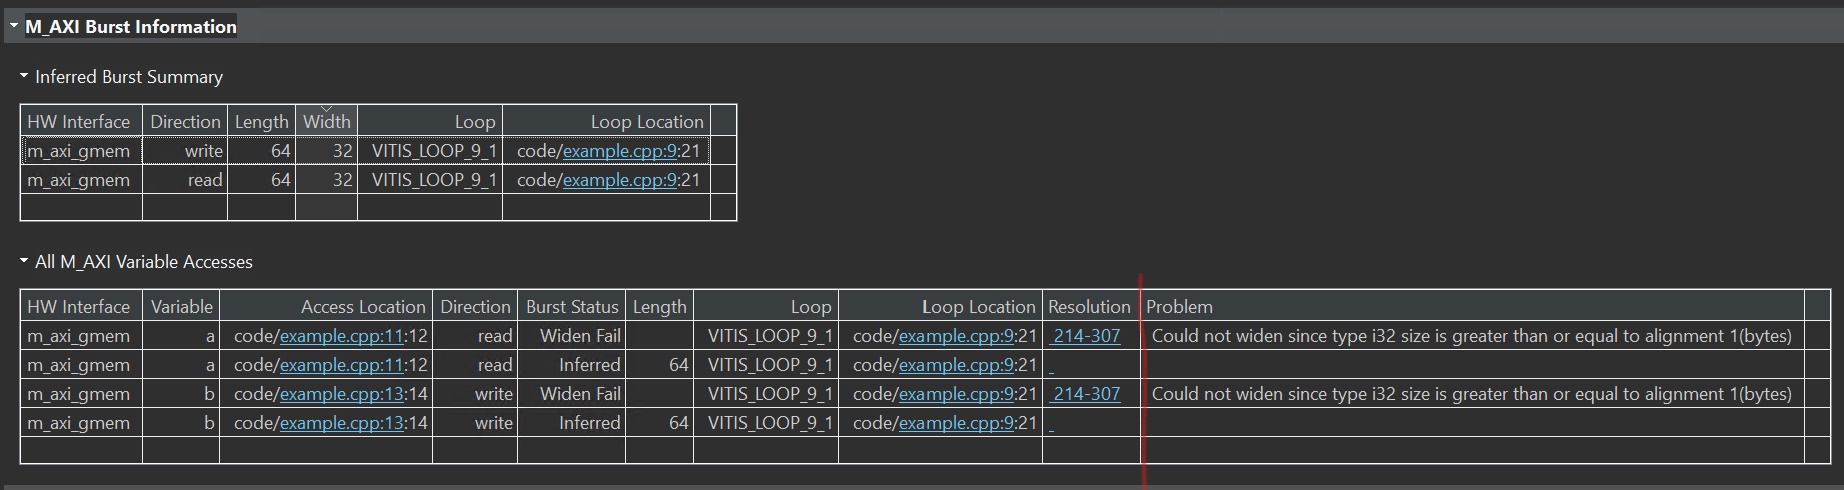 M_AXI Burst Information
Inferred Burst Summary
HW Interface Direction Length Width Loop Loop Location
m_axi_gmem write 64 32 VITIS_LOOP_9_1 code/example.cpp:9:21
m_axi_gmem read 64 32 VITIS_LOOP_9_1 code/example.cpp:9:21
All M_AXI Variable Accesses
HW Interface Variable Access Location Direction Burst Status Length Loop Loop Location Resolution Problem
m_axi_gmem a code/example.cpp:11:12 read Widen Fail VITIS_LOOP_9_1 code/example.cpp:9:21 214-307 Could not widen since type i32 size is greater than or equal to alignment 1(bytes)
m_axi_gmem a code/example.cpp:11:12 read Inferred 64 VITIS_LOOP_9_1 code/example.cpp:9:21 -
m_axi_gmem b code/example.cpp:13:14 write Widen Fail VITIS_LOOP_9_1 code/example.cpp:9:21 214-307 Could not widen since type i32 size is greater than or equal to alignment 1(bytes)
m_axi_gmem b code/example.cpp:13:14 write Inferred 64 VITIS_LOOP_9_1 code/example.cpp:9:21 -